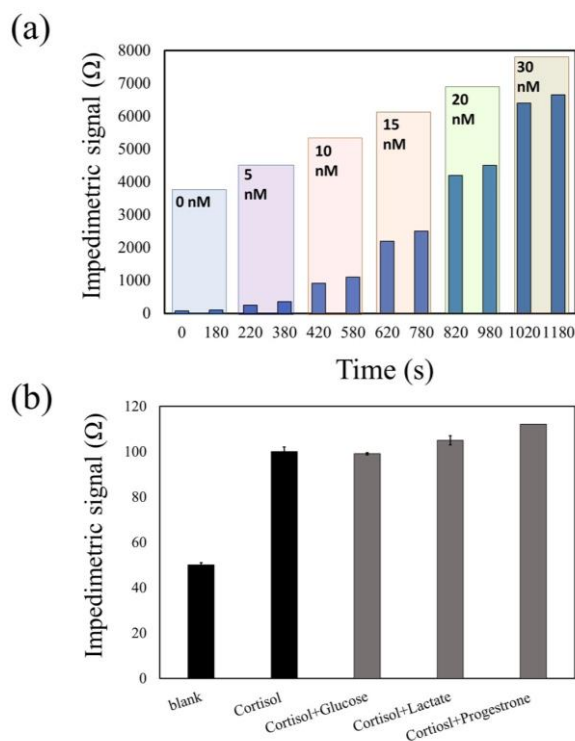 (a)
Impedimetric signal (Ω)
8000
7000
6000
5000
4000
3000
2000
1000
0
0 nM
5
nM
10
nM
15
nM
20
nM
30
nM
0 180 220 380 420 580 620 780 820 980 1020 1180
Time (s)
(b)
Impedimetric signal (Ω)
120
100
80
60
40
20
0
blank
Cortisol
Cortisol+Glucose
Cortisol+Lactate
Cortiosl+Progestrone